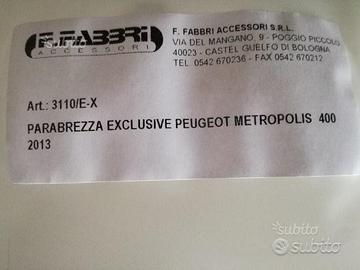 F. FABBRI
ACCESSORI
F. FABBRI ACCESSORI S.R.L.
VIA DEL MANGANO, 9 - POGGIO PICCOLO
40023 - CASTEL GUELFO DI BOLOGNA
TEL. 0542 670236 - FAX 0542 670212
Art.: 3110/E-X
PARABREZZA EXCLUSIVE PEUGEOT METROPOLIS 400
2013
subito
subito